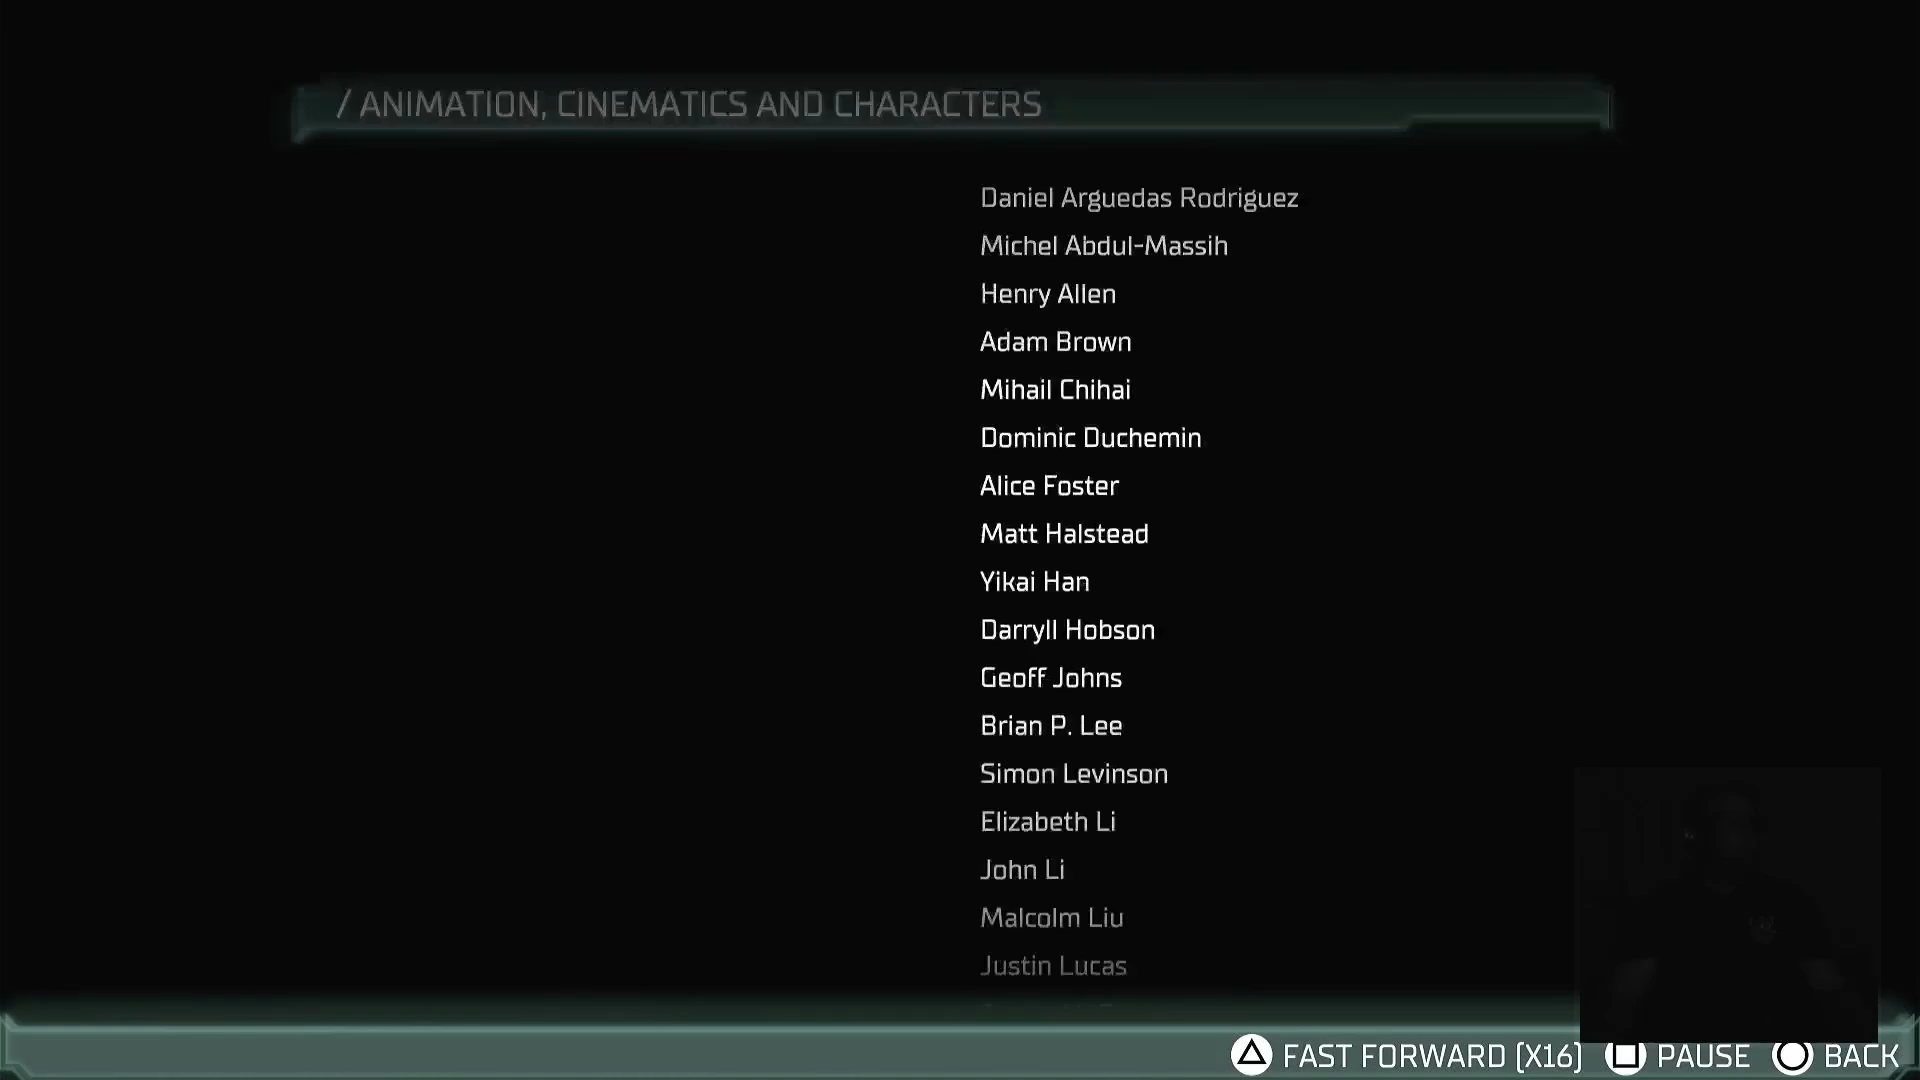 / ANIMATION, CINEMATICS AND CHARACTERS
Daniel Arguedas Rodriguez
Michel Abdul-Massih
Henry Allen
Adam Brown
Mihail Chihai
Dominic Duchemin
Alice Foster
Matt Halstead
Yikai Han
Darryll Hobson
Geoff Johns
Brian P. Lee
Simon Levinson
Elizabeth Li
John Li
Malcolm Liu
Justin Lucas
FAST FORWARD (X16) PAUSE BACK